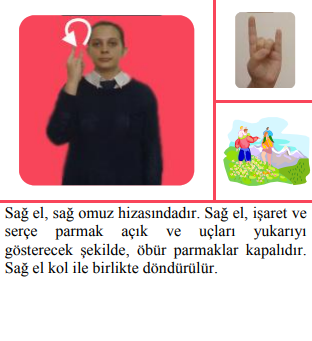 Sağ el, sağ omuz hizasındadır. Sağ el, işaret ve
serçe parmak açık ve uçları yukarıyı
gösterecek şekilde, öbür parmaklar kapalıdır.
Sağ el kol ile birlikte döndürülür.